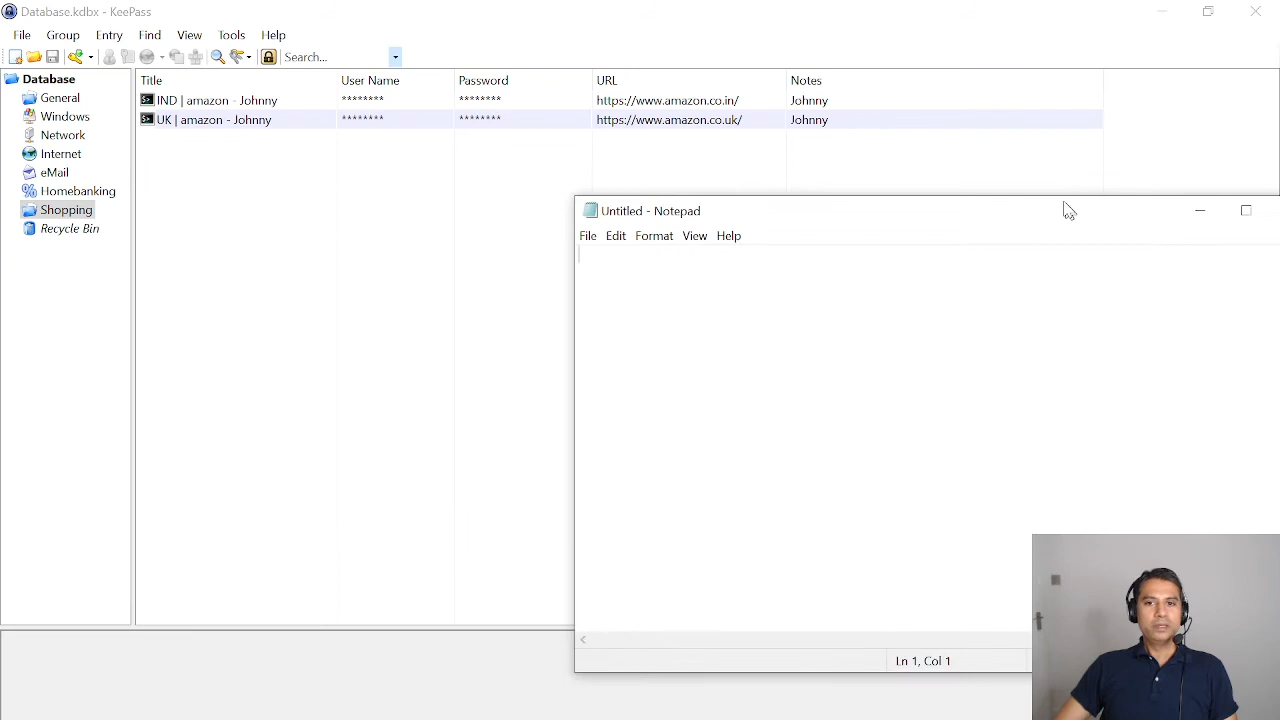 Database.kdbx - KeePass
File Group Entry Find View Tools Help
Search...
Database
General
Windows
Network
Internet
eMail
Homebanking
Shopping
Recycle Bin
Title User Name Password URL Notes
IND | amazon - Johnny ******** ******** https://www.amazon.co.in/ Johnny
UK | amazon - Johnny ******** ******** https://www.amazon.co.uk/ Johnny
Untitled - Notepad
File Edit Format View Help
Ln 1, Col 1